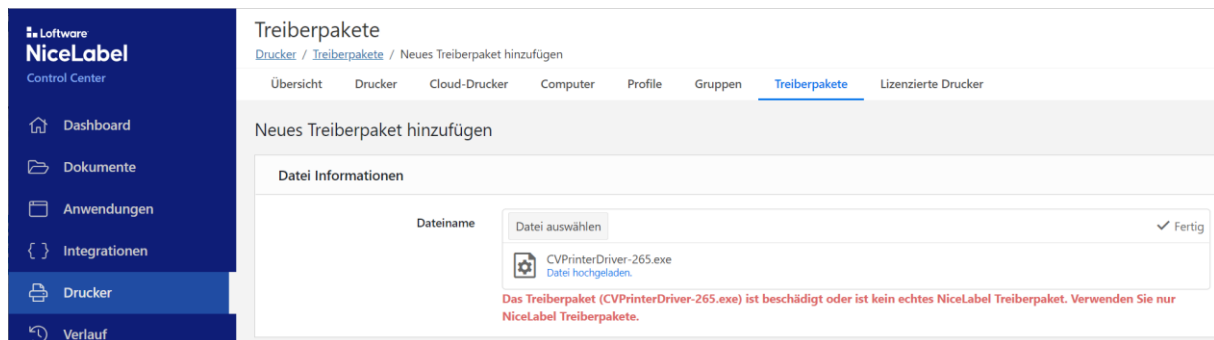 Loftware
NiceLabel
Control Center
Dashboard
Dokumente
Anwendungen
Integrationen
Drucker
Verlauf
Treiberpakete
Drucker / Treiberpakete / Neues Treiberpaket hinzufügen
Übersicht Drucker Cloud-Drucker Computer Profile Gruppen Treiberpakete Lizenzierte Drucker
Neues Treiberpaket hinzufügen
Datei Informationen
Dateiname Datei auswählen Fertig
CVPrinterDriver-265.exe
Datei hochgeladen.
Das Treiberpaket (CVPrinterDriver-265.exe) ist beschädigt oder ist kein echtes NiceLabel Treiberpaket. Verwenden Sie nur
NiceLabel Treiberpakete.